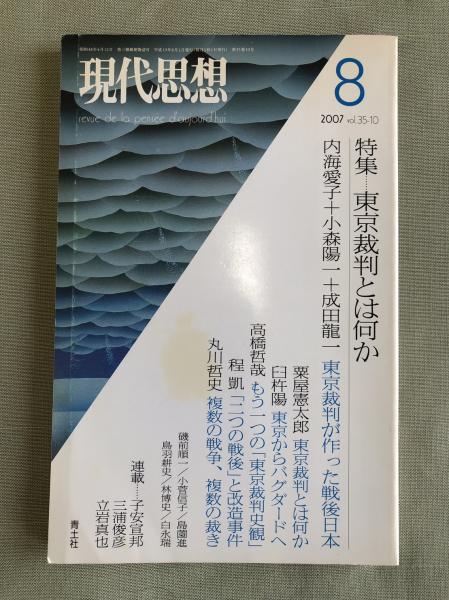 現代思想
revue de la pensée d'aujourd'hui
8
2007 vol.35-10
特集……東京裁判とは何か
内海愛子+小森陽一+成田龍一 東京裁判が作った戦後日本
粟屋憲太郎 東京裁判とは何か
臼杵陽 東京からバグダードへ
高橋哲哉 もう一つの「東京裁判史観」
程凱 「二つの戦後」と改造事件
丸川哲史 複数の戦争、複数の裁き
磯前順一/小菅信子/島薗進
鳥羽耕史/林博史/白永瑞
連載……子安宣邦
三浦俊彦
立岩真也
青土社